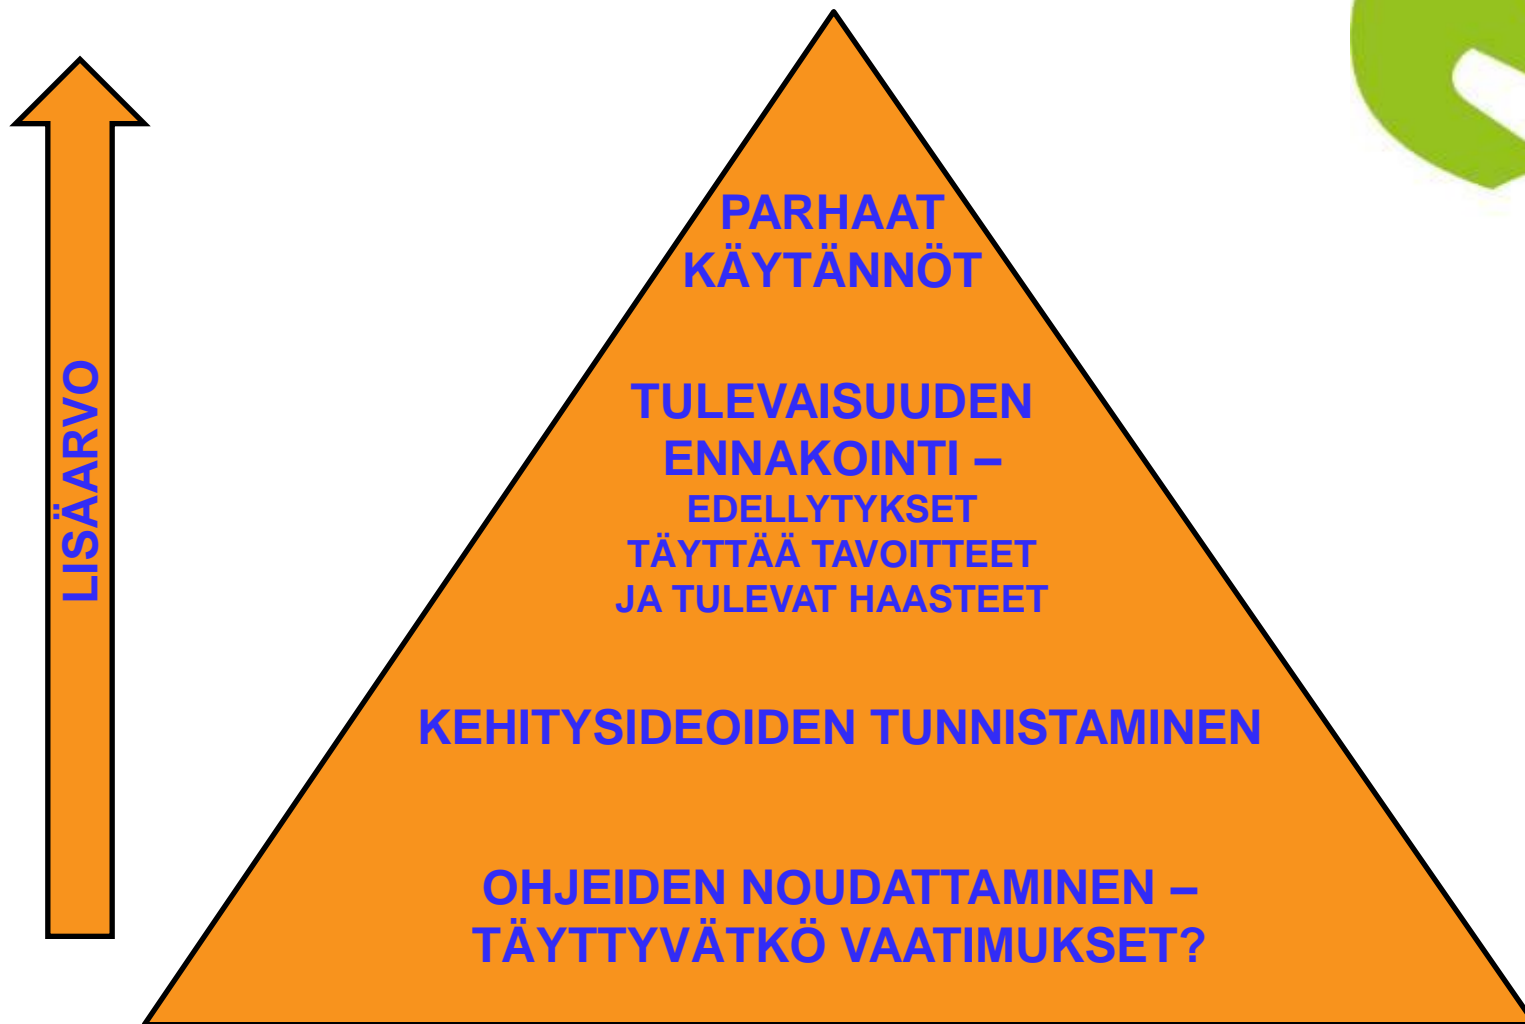 LISÄARVO
PARHAAT
KÄYTÄNNÖT
TULEVAISUUDEN
ENNAKOINTI –
EDELLYTYKSET
TÄYTTÄÄ TAVOITTEET
JA TULEVAT HAASTEET
KEHITYSIDEOIDEN TUNNISTAMINEN
OHJEIDEN NOUDATTAMINEN –
TÄYTTYVÄTKÖ VAATIMUKSET?